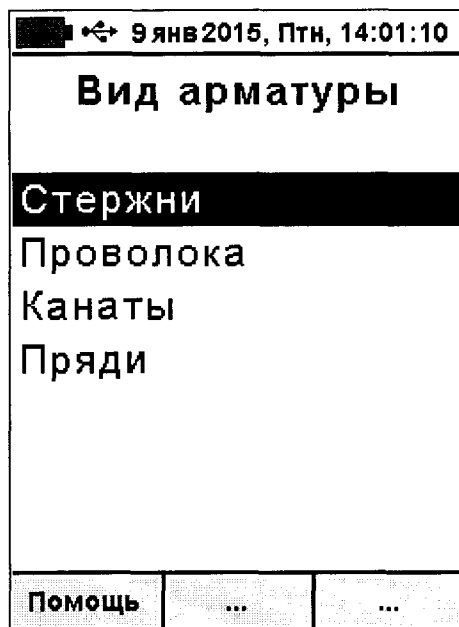 9 янв 2015, Птн, 14:01:10
Вид арматуры
Стержни
Проволока
Канаты
Пряди
Помощь ... ...